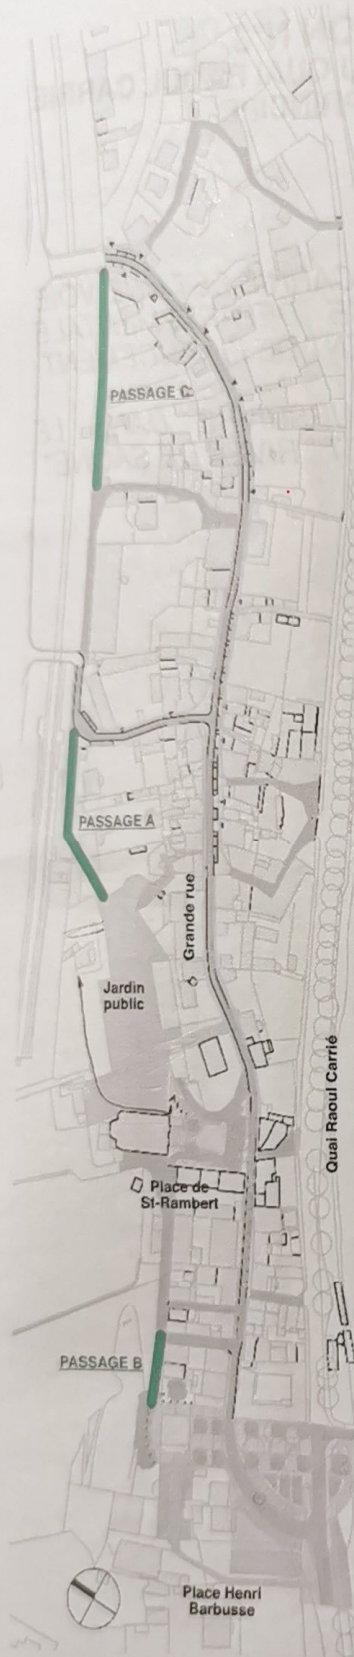 PASSAGE C
PASSAGE A
Grande rue
Jardin
public
Quai Raoul Carrié
Place de
St-Rambert
PASSAGE B
Place Henri
Barbusse